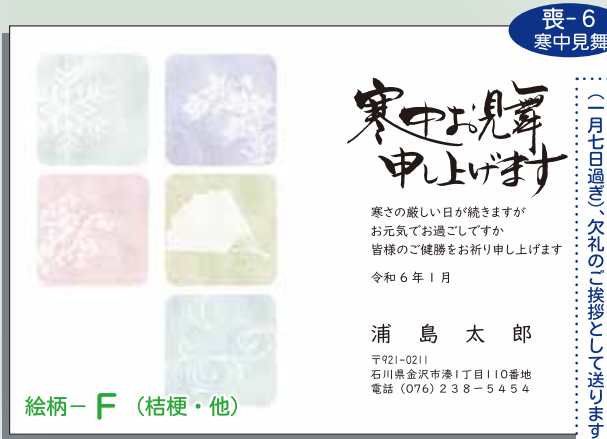 喪-6
寒中見舞
寒中お見舞
申し上げます
寒さの厳しい日が続きますが
お元気でお過ごしですか
皆様のご健勝をお祈り申し上げます
令和6年1月
浦島太郎
〒921-0211
石川県金沢市湊1丁目110番地
電話（076）238−5454
(一月七日過ぎ)、欠礼のご挨拶として送ります
絵柄− F （桔梗・他）